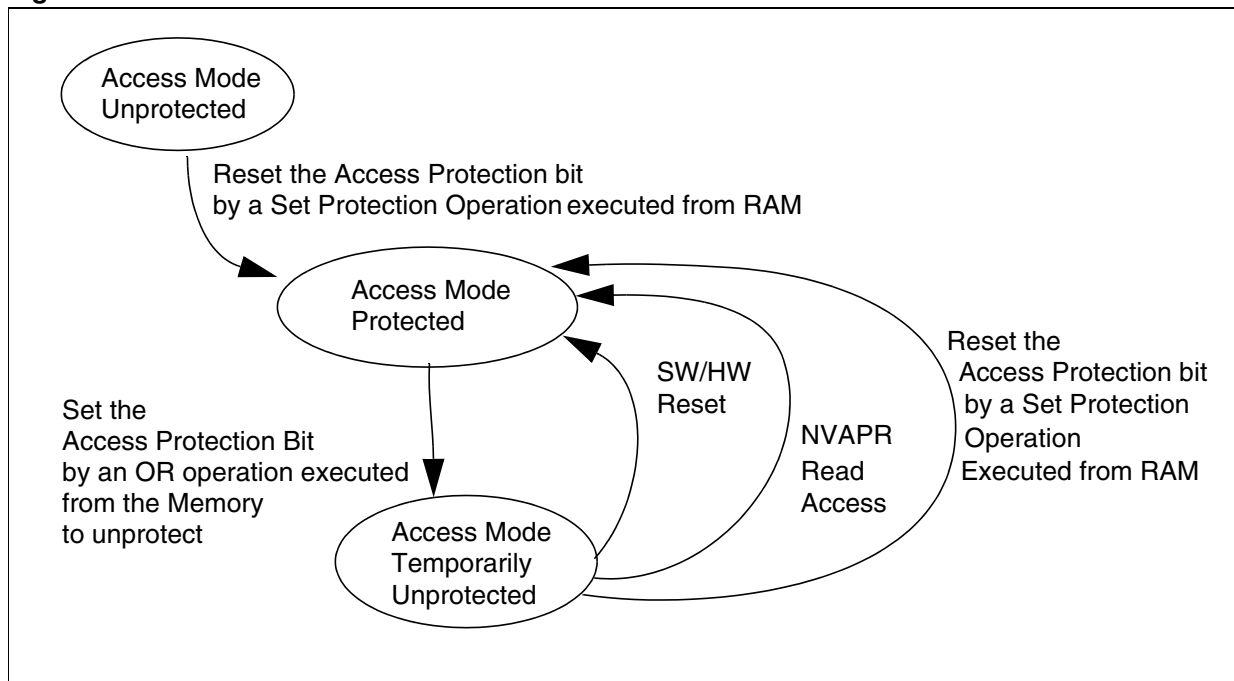 Access Mode
Unprotected
Reset the Access Protection bit
by a Set Protection Operation executed from RAM
Access Mode
Protected
SW/HW
Reset
Reset the
Access Protection bit
by a Set Protection
Operation
Executed from RAM
NVAPR
Read
Access
Set the
Access Protection Bit
by an OR operation executed
from the Memory
to unprotect
Access Mode
Temporarily
Unprotected